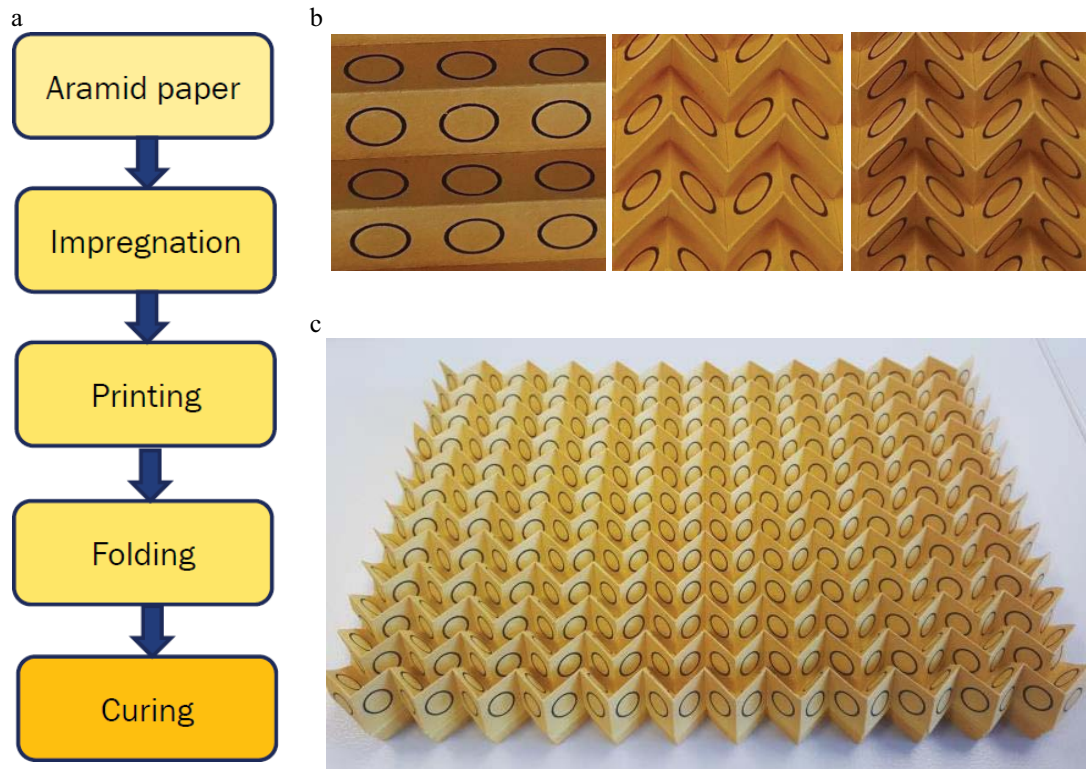 a
Aramid paper
Impregnation
Printing
Folding
Curing
b
c